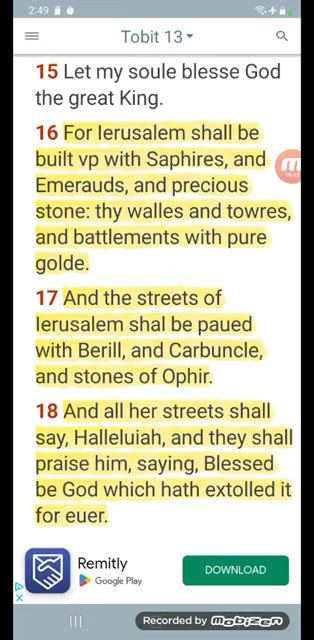 2:49
Tobit 13
15 Let my soule blesse God
the great King.
16 For Ierusalem shall be
built vp with Saphires, and
Emerauds, and precious
stone: thy walles and towres,
and battlements with pure
golde.
17 And the streets of
Ierusalem shal be paued
with Berill, and Carbuncle,
and stones of Ophir.
18 And all her streets shall
say, Halleluiah, and they shall
praise him, saying, Blessed
be God which hath extolled it
for euer.
Remitly
Google Play
DOWNLOAD
Recorded by Mobizen